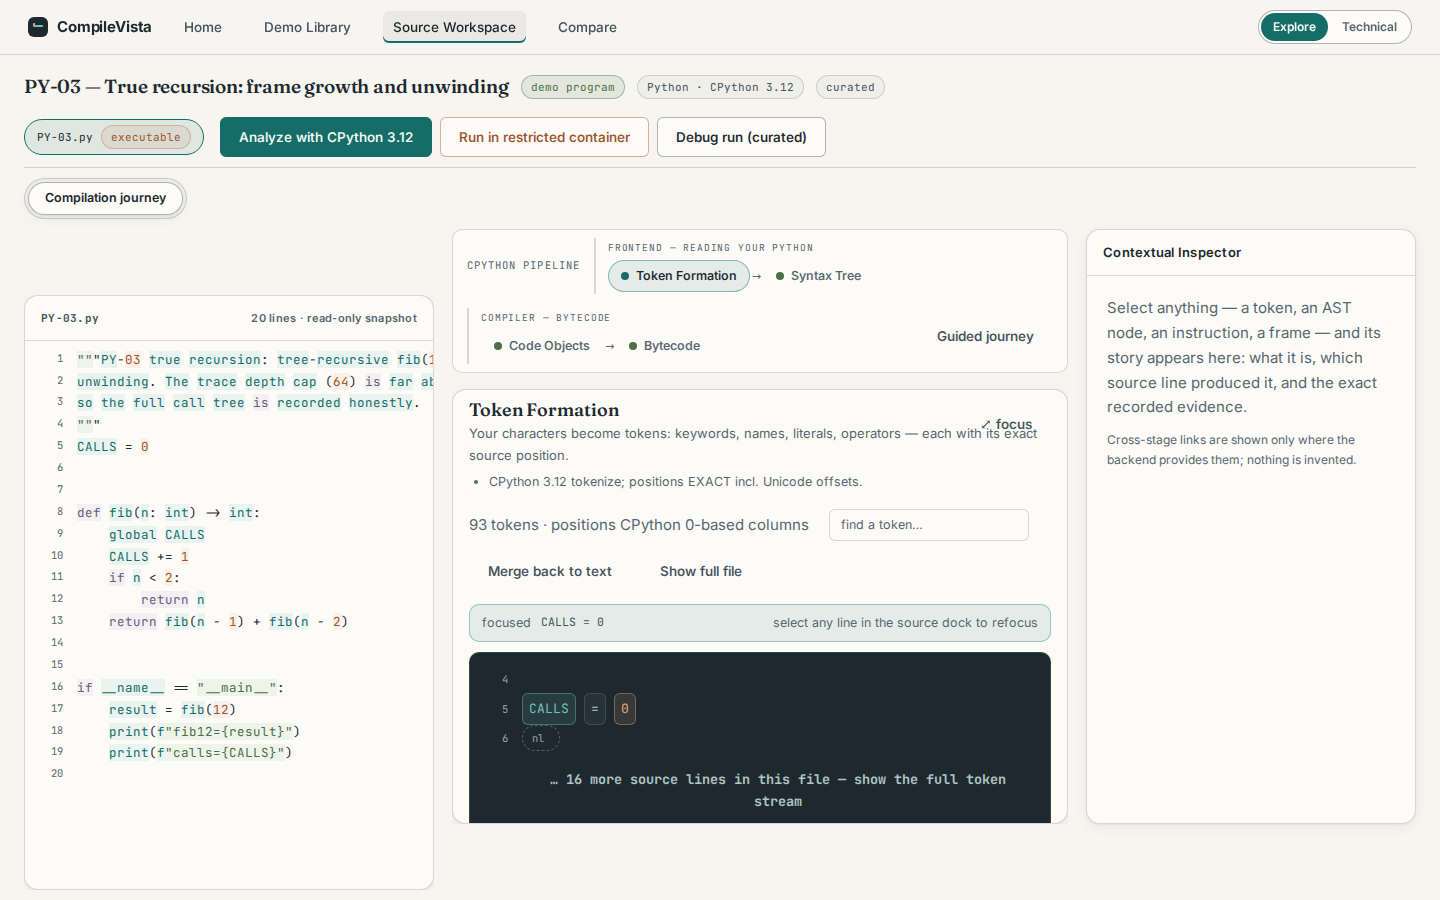 CompileVista Home Demo Library Source Workspace Compare Explore Technical
PY-03 — True recursion: frame growth and unwinding demo program Python · CPython 3.12 curated
PY-03.py executable Analyze with CPython 3.12 Run in restricted container Debug run (curated)
Compilation journey
PY-03.py 20 lines · read-only snapshot
1 """PY-03 true recursion: tree-recursive fib(1
2 unwinding. The trace depth cap (64) is far ab
3 so the full call tree is recorded honestly.
4 """
5 CALLS = 0
6
7
8 def fib(n: int) -> int:
9 global CALLS
10 CALLS += 1
11 if n < 2:
12 return n
13 return fib(n - 1) + fib(n - 2)
14
15
16 if __name__ == "__main__":
17 result = fib(12)
18 print(f"fib12={result}")
19 print(f"calls={CALLS}")
20
CPYTHON PIPELINE
FRONTEND — READING YOUR PYTHON
Token Formation → Syntax Tree
COMPILER — BYTECODE
Code Objects → Bytecode
Guided journey
Token Formation
⤢ focus
Your characters become tokens: keywords, names, literals, operators — each with its exact
source position.
• CPython 3.12 tokenize; positions EXACT incl. Unicode offsets.
93 tokens · positions CPython 0-based columns find a token...
Merge back to text Show full file
focused CALLS = 0 select any line in the source dock to refocus
4
5 CALLS = 0
6 nl
… 16 more source lines in this file — show the full token
stream
Contextual Inspector
Select anything — a token, an AST
node, an instruction, a frame — and its
story appears here: what it is, which
source line produced it, and the exact
recorded evidence.
Cross-stage links are shown only where the
backend provides them; nothing is invented.